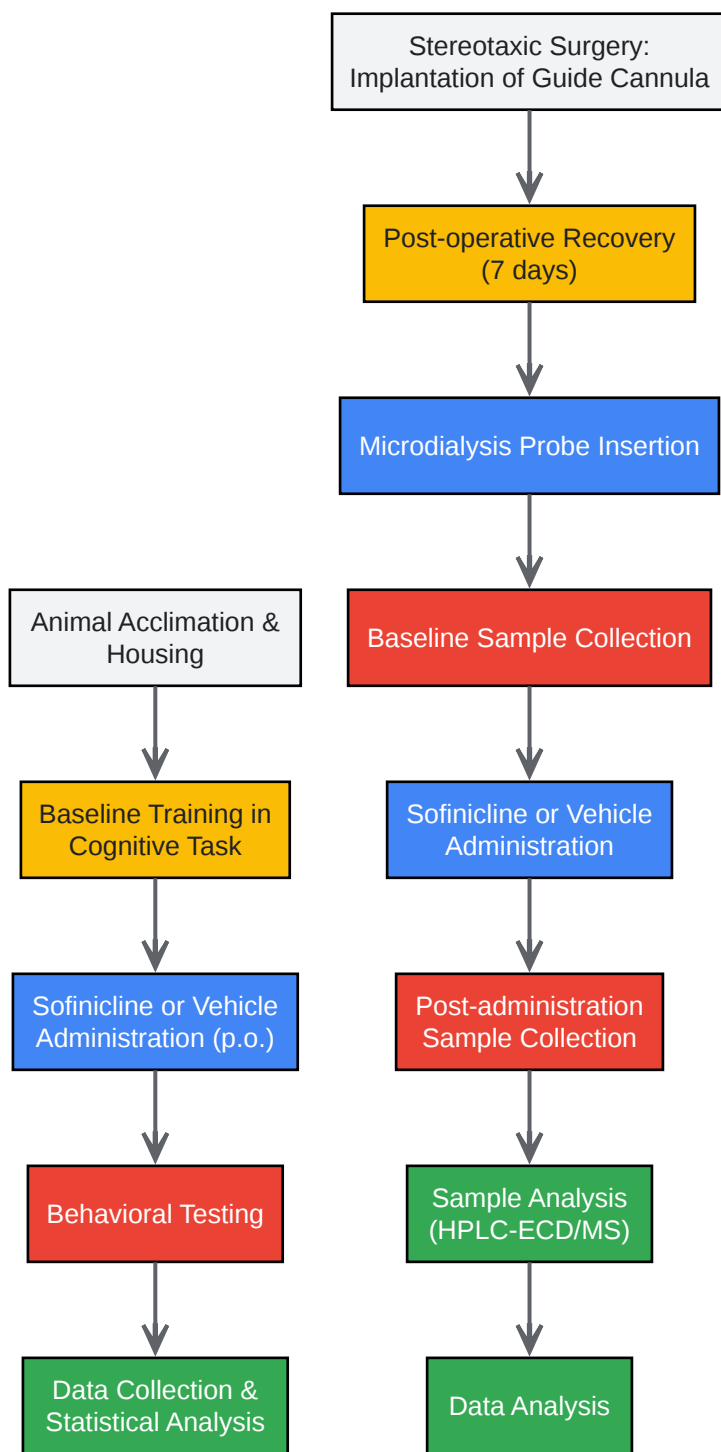 Stereotaxic Surgery:
Implantation of Guide Cannula
Post-operative Recovery
(7 days)
Microdialysis Probe Insertion
Baseline Sample Collection
Sofinicline or Vehicle
Administration
Post-administration
Sample Collection
Sample Analysis
(HPLC-ECD/MS)
Data Analysis
Animal Acclimation &
Housing
Baseline Training in
Cognitive Task
Sofinicline or Vehicle
Administration (p.o.)
Behavioral Testing
Data Collection &
Statistical Analysis